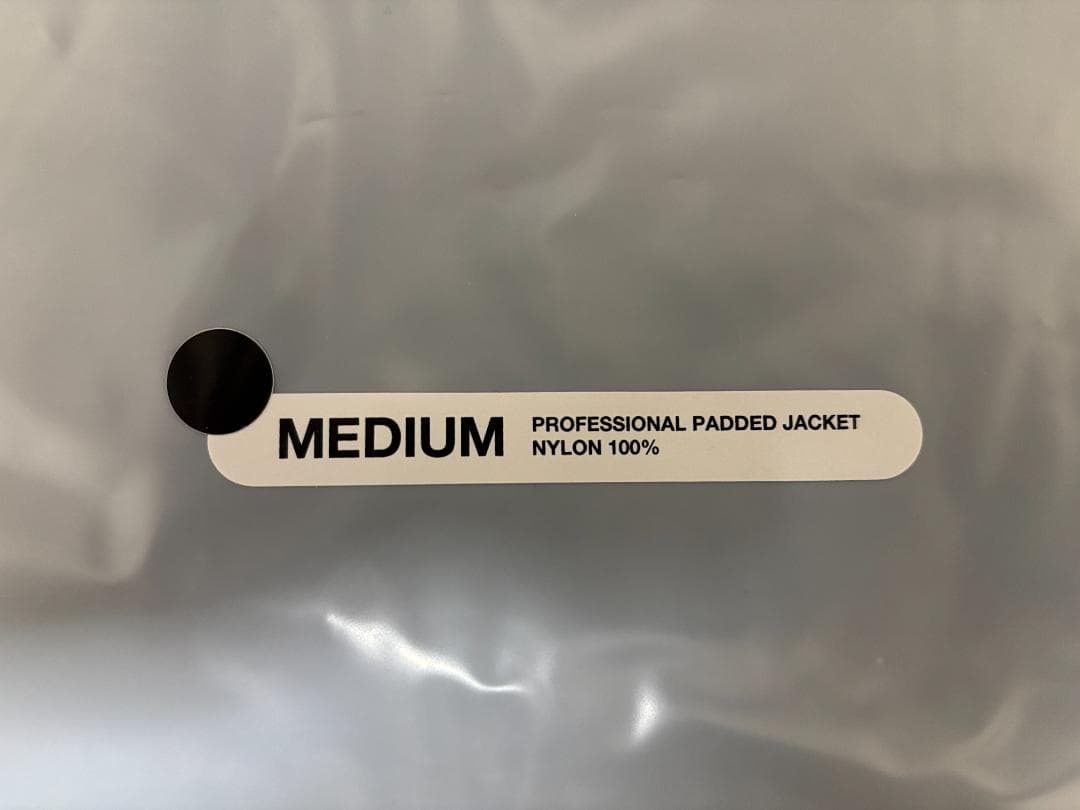 MEDIUM
PROFESSIONAL PADDED JACKET
NYLON 100%